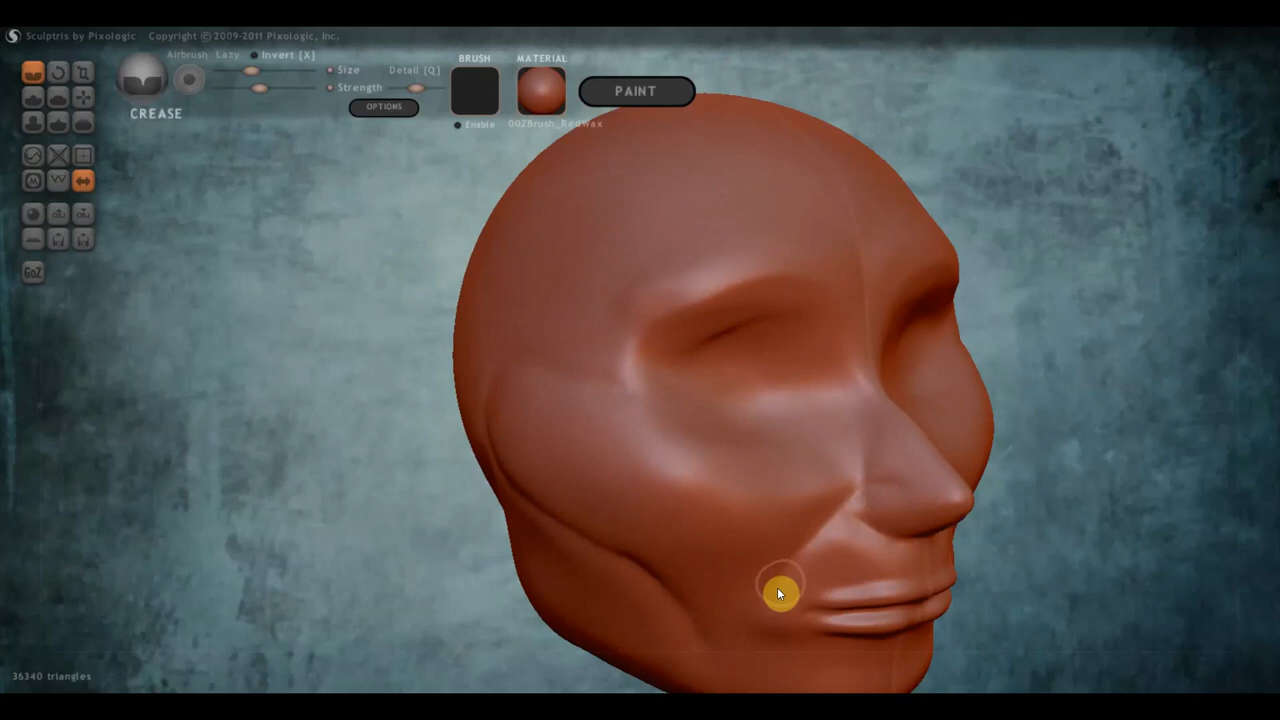 Sculptris by Pixologic Copyright ©2009-2011 Pixologic, Inc.
Airbrush Lazy Invert [X]
BRUSH
MATERIAL
Size
Detail [Q]
Strength
PAINT
OPTIONS
CREASE
Enable
00ZBrush_RedWax
GoZ
36340 triangles